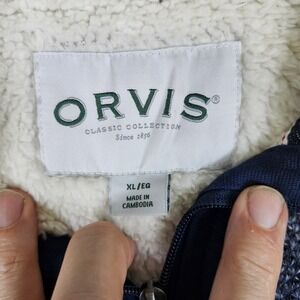 ORVIS®
CLASSIC COLLECTION
Since 1856
XL/EG
MADE IN
CAMBODIA